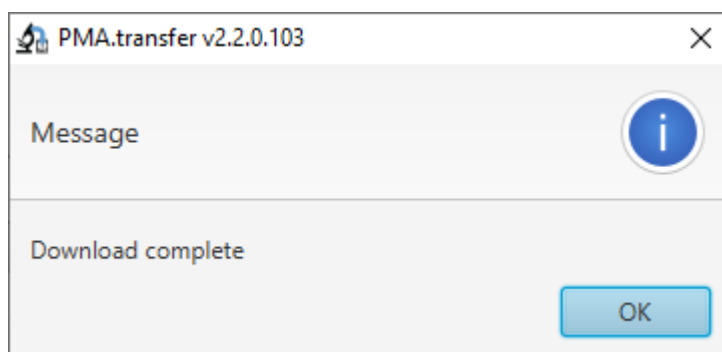 PMA.transfer v2.2.0.103
Message
i
Download complete
OK